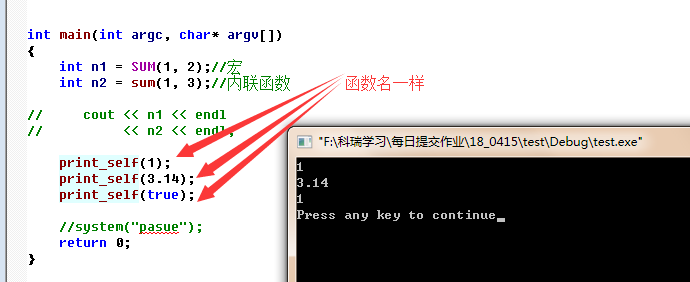 int main(int argc, char* argv[])
{
int n1 = SUM(1, 2);//宏
int n2 = sum(1, 3);//内联函数
函数名一样
// cout << n1 << endl
// << n2 << endl;
"F:\科瑞学习\每日提交作业\18_0415\test\Debug\test.exe"
print_self(1);
print_self(3.14);
print_self(true);
1
3.14
1
Press any key to continue_
//system("pasue");
return 0;
}